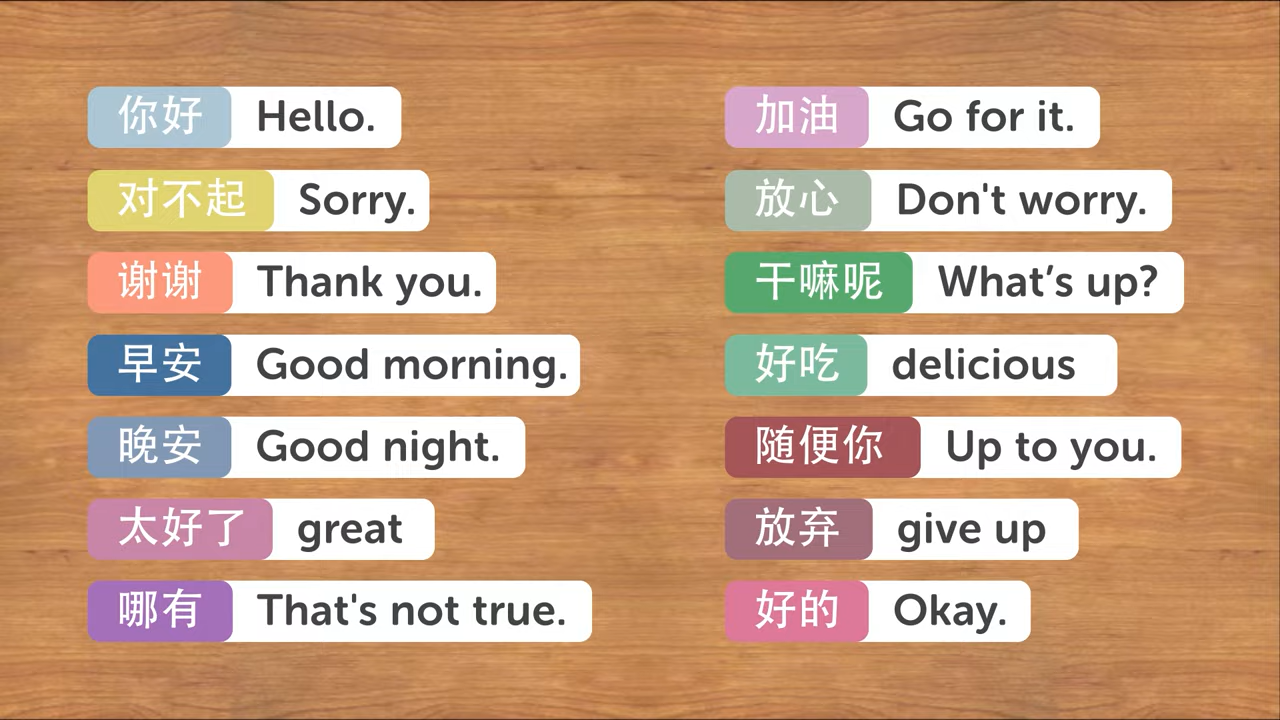 你好 Hello.
对不起 Sorry.
谢谢 Thank you.
早安 Good morning.
晚安 Good night.
太好了 great
哪有 That's not true.
加油 Go for it.
放心 Don't worry.
干嘛呢 What’s up?
好吃 delicious
随便你 Up to you.
放弃 give up
好的 Okay.